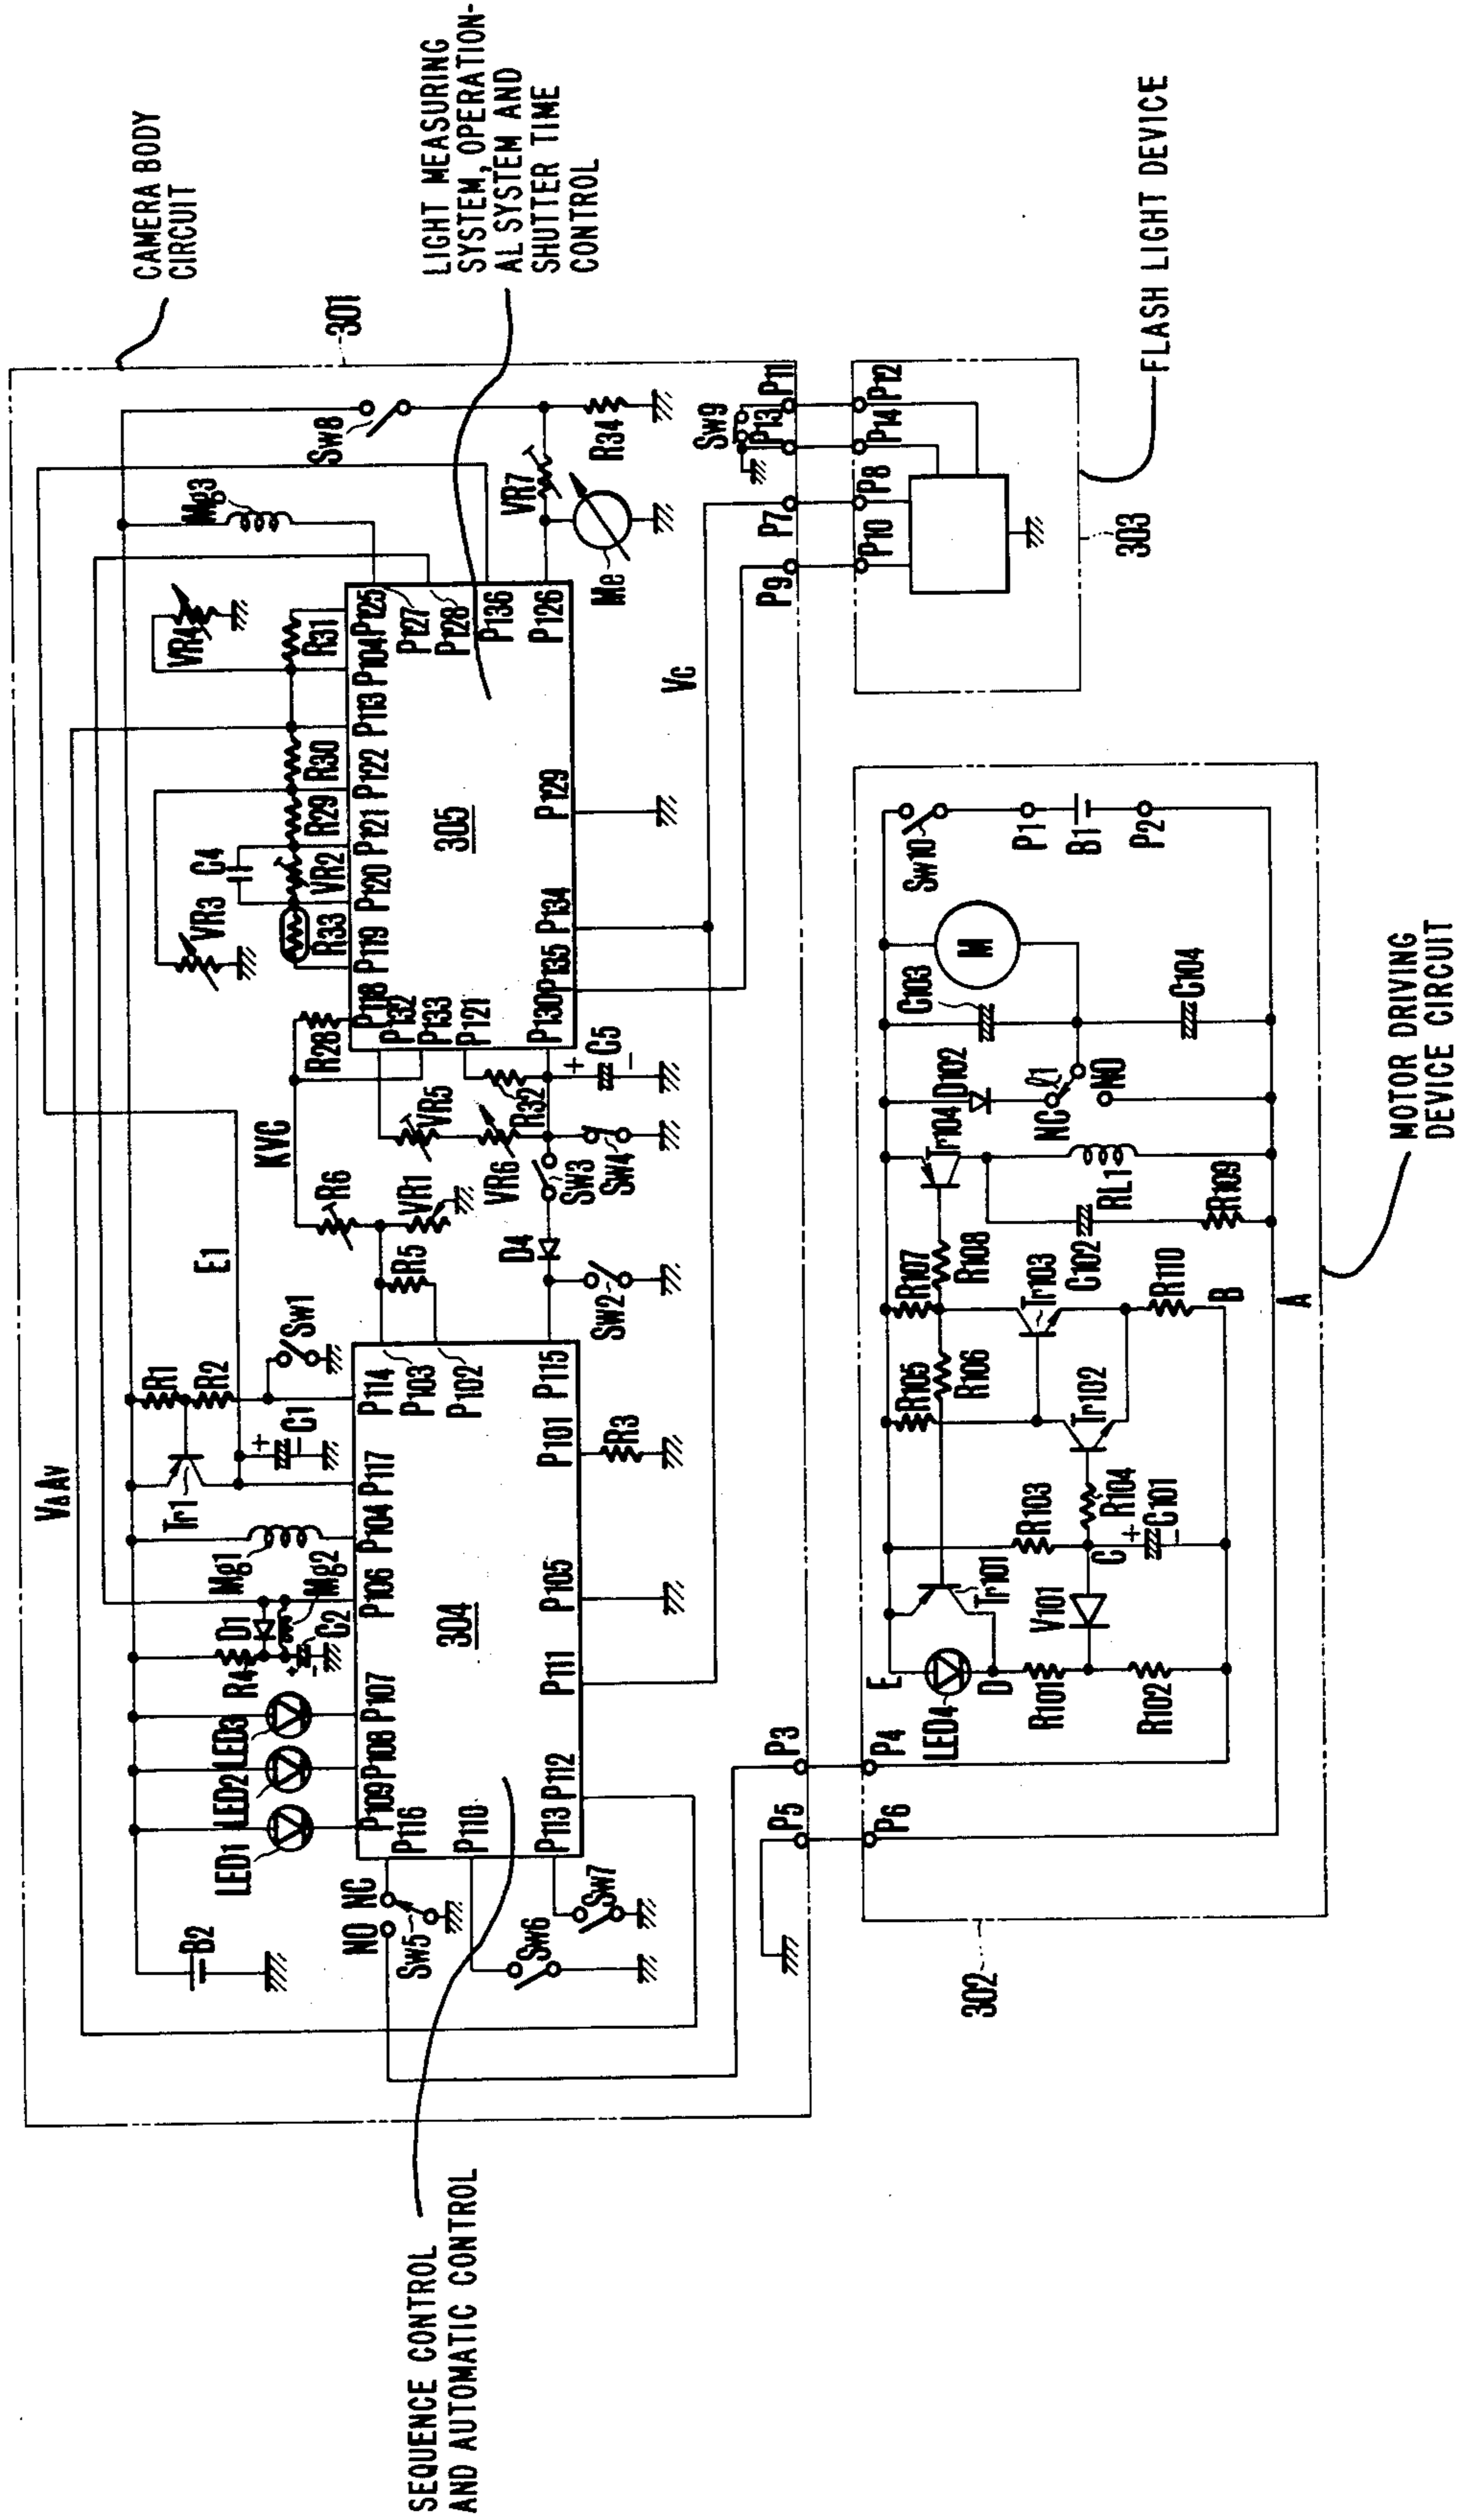 CAMERA BODY
CIRCUIT
LIGHT MEASURING
SYSTEM, OPERATION-
AL SYSTEM AND
SHUTTER TIME
CONTROL
FLASH LIGHT DEVICE
MOTOR DRIVING
DEVICE CIRCUIT
SEQUENCE CONTROL
AND AUTOMATIC CONTROL
301
VΔAv
E1
KVC
Vc
B2
LED1
LED2
LED3
R4
D1
Mg2
C2
Mg1
Tr1
R1
R2
C1
Sw1
R6
VR1
R5
R28
VR3
C4
R33
VR2
R29
R30
R31
VR4
Mg3
Sw8
VR7
R34
Me
P109
P108
P107
P106
P104
P117
P114
P103
P102
P115
P101
P105
P111
P112
P113
P110
P116
304
NO
NC
Sw5
Sw6
Sw7
R3
Sw2
D4
Sw3
Sw4
VR5
VR6
R32
C5
P118
P119
P120
P121
P122
P113
P104
P125
P127
P128
P136
P126
P132
P133
P121
P130
P135
P134
P129
305
Sw9
P5
P3
P9
P7
P13
P11
P6
P4
P10
P8
P14
P12
303
302
E
LED4
D
R101
R102
V101
Tr101
R103
C
R104
C101
R105
R106
Tr102
R107
R108
Tr103
R110
B
A
Tr104
C102
RL1
R109
D102
NC
ℓ1
NO
C103
M
C104
Sw10
P1
B1
P2